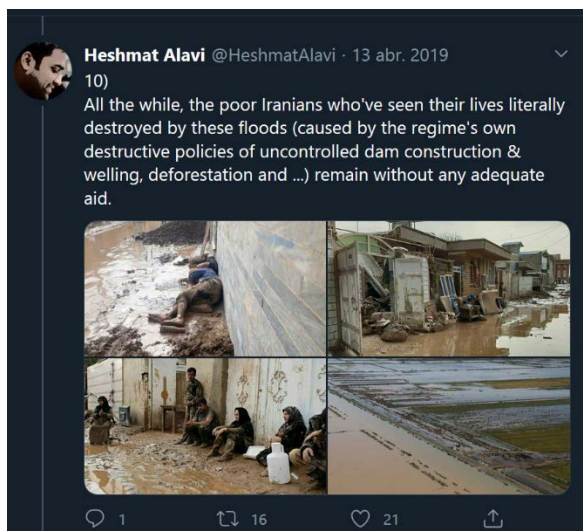 Heshmat Alavi @HeshmatAlavi · 13 abr. 2019
10)
All the while, the poor Iranians who've seen their lives literally
destroyed by these floods (caused by the regime's own
destructive policies of uncontrolled dam construction &
welling, deforestation and ...) remain without any adequate
aid.
1 16 21